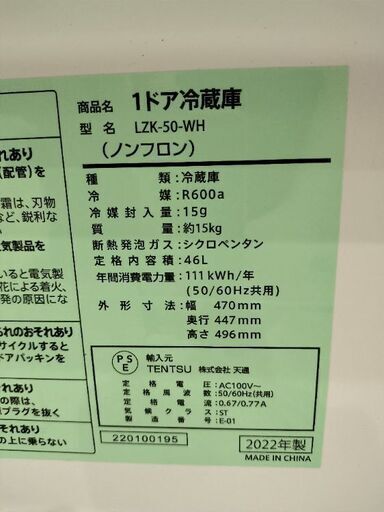 商品名 1ドア冷蔵庫
型名 LZK-50-WH
(ノンフロン)
種類:冷蔵庫
冷媒:R600a
冷媒封入量:15g
質量:約15kg
断熱発泡ガス:シクロペンタン
定格内容積:46L
年間消費電力量:111kWh/年
(50/60Hz共用)
外形寸法:幅 470mm
奥行 447mm
高さ 496mm
PSE
輸入元
TENTSU 株式会社 天通
定格電圧:AC100V~
定格周波数:50/60Hz(共用)
定格電流:0.67/0.77A
気候クラス:ST
製造番号:E-01
220100195
2022年製
MADE IN CHINA
それあり
(配管)を
霜は、刃物
など、鋭利な
気製品を
いると電気製
花による着火、
発の原因にな
れのおそれあり
サイクルすると
ドアパッキンを
それあり
の際は、
プラグを抜く
あり
の上に乗らない